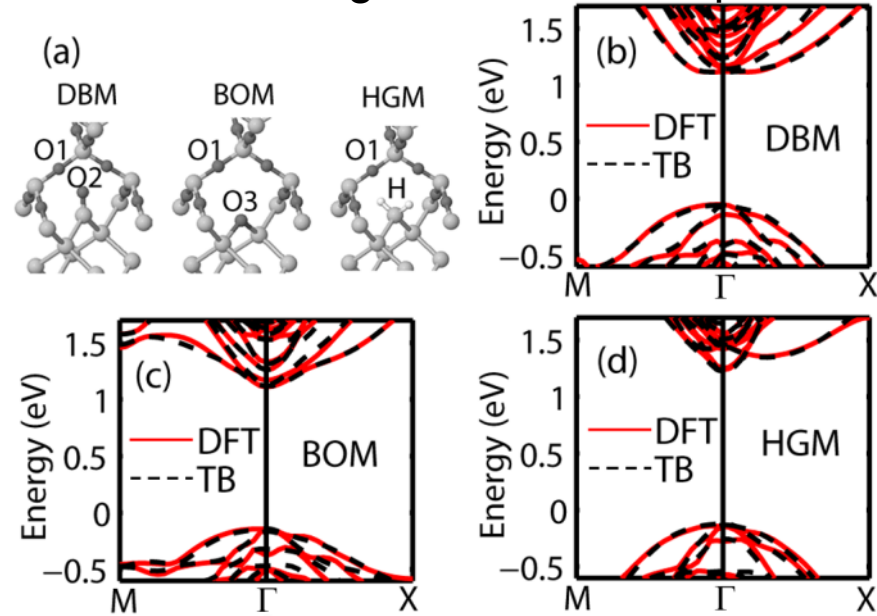 (a)
DBM BOM HGM
O1 O1 O1
O2 O3 H
(b)
Energy (eV)
1.5
1
0.5
0
−0.5
DFT
TB
DBM
M Γ X
(c)
Energy (eV)
1.5
1
0.5
0
−0.5
DFT
TB
BOM
M Γ X
(d)
Energy (eV)
1.5
1
0.5
0
−0.5
DFT
TB
HGM
M Γ X